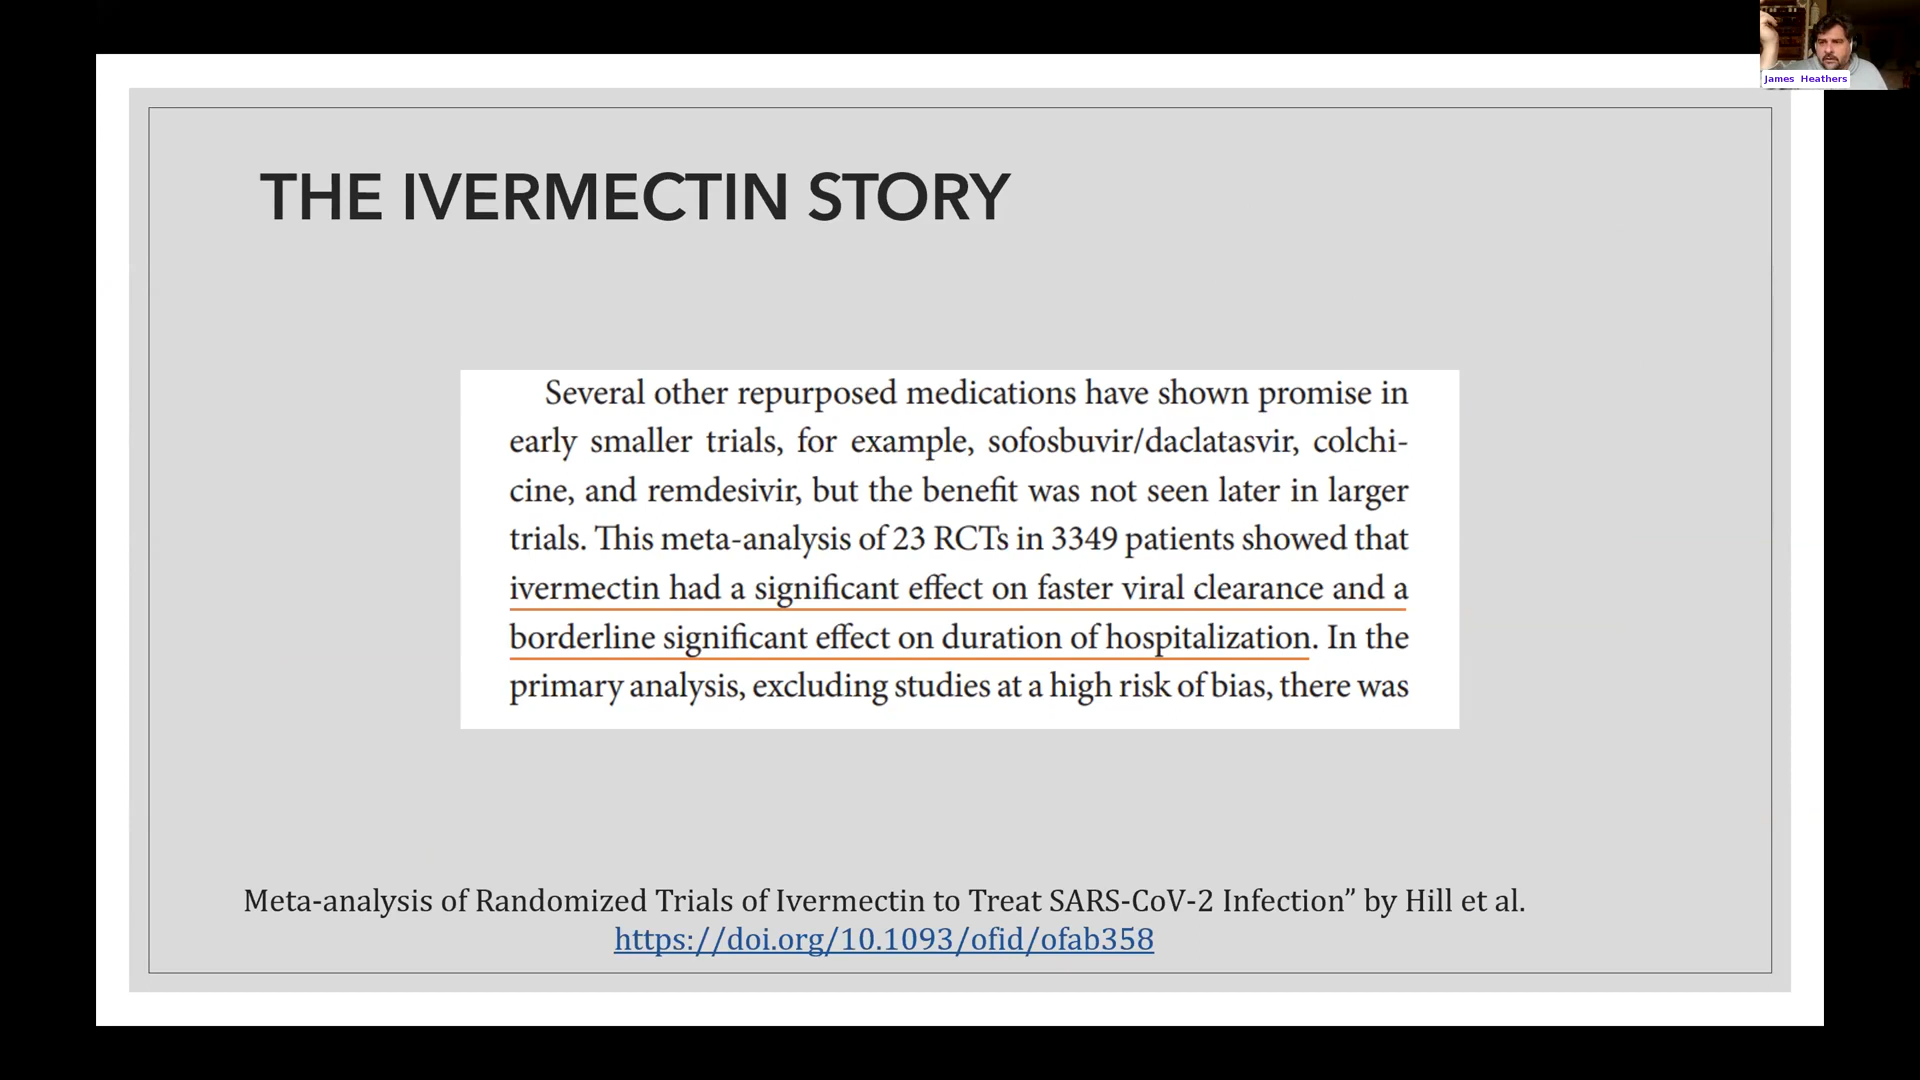 James Heathers
THE IVERMECTIN STORY
Several other repurposed medications have shown promise in
early smaller trials, for example, sofosbuvir/daclatasvir, colchi-
cine, and remdesivir, but the benefit was not seen later in larger
trials. This meta-analysis of 23 RCTs in 3349 patients showed that
ivermectin had a significant effect on faster viral clearance and a
borderline significant effect on duration of hospitalization. In the
primary analysis, excluding studies at a high risk of bias, there was
Meta-analysis of Randomized Trials of Ivermectin to Treat SARS-CoV-2 Infection” by Hill et al.
https://doi.org/10.1093/ofid/ofab358